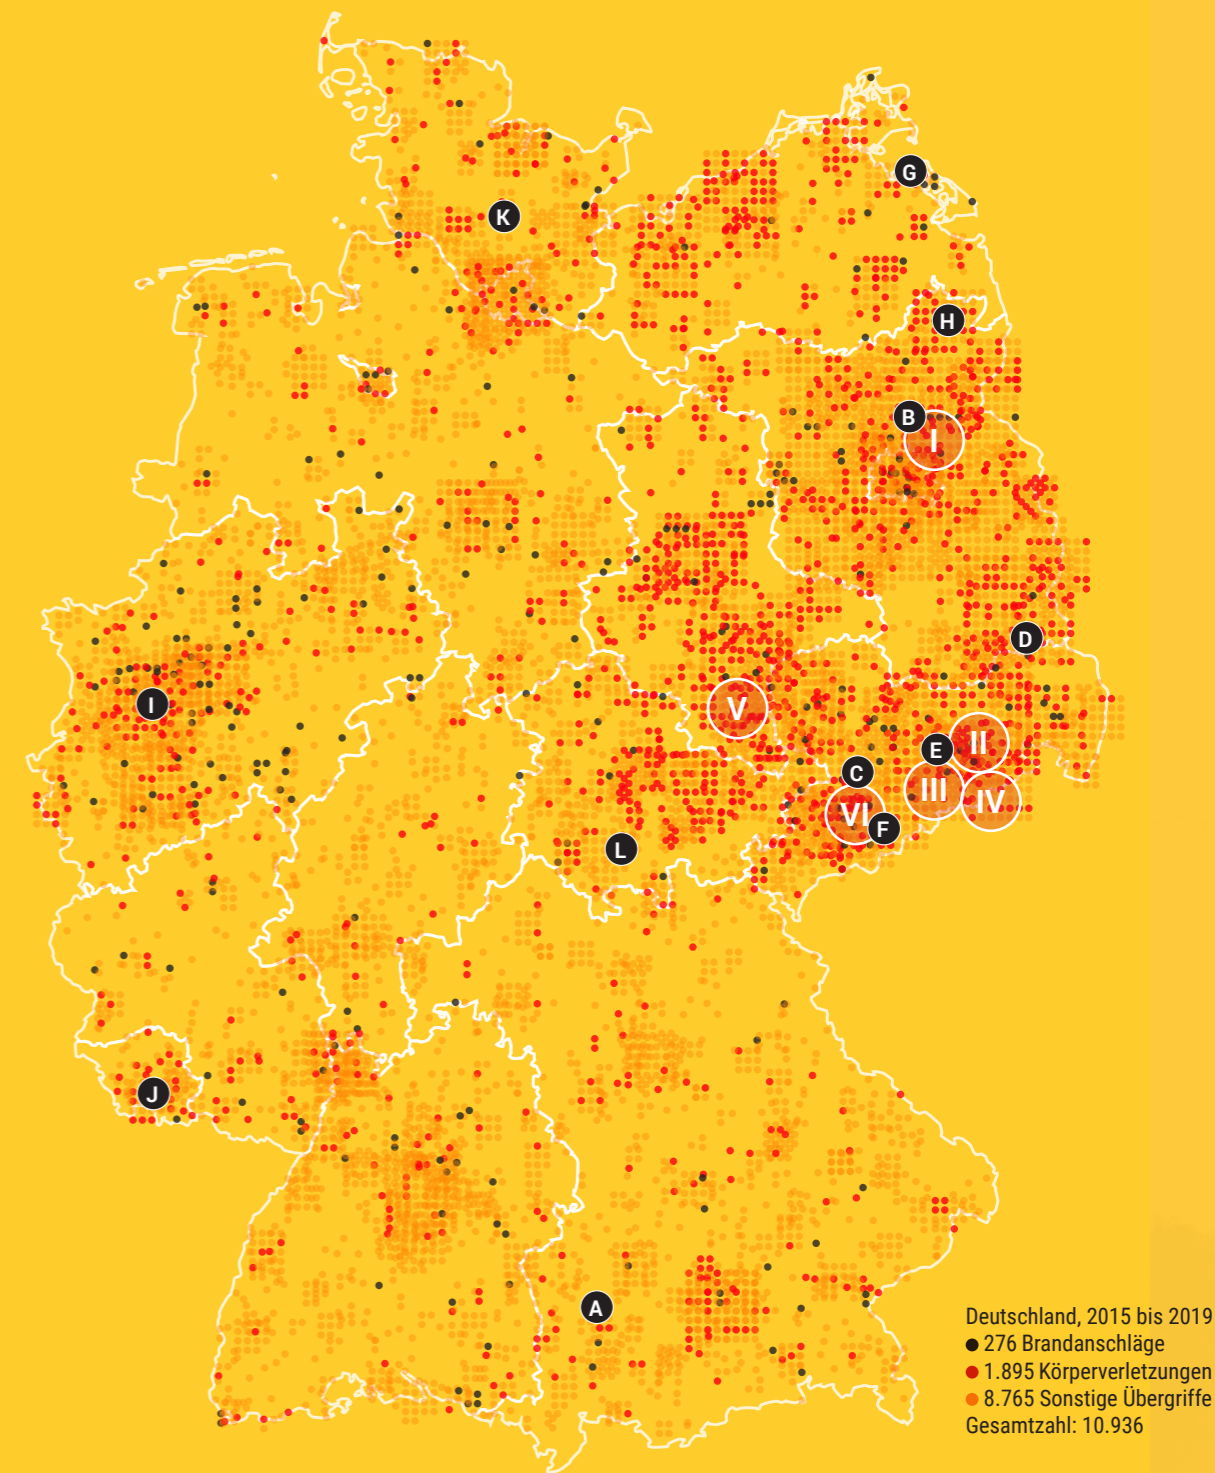 G
K
H
B
I
D
I
V
E
II
C
III
IV
VI
F
L
J
A
Deutschland, 2015 bis 2019
276 Brandanschläge
1.895 Körperverletzungen
8.765 Sonstige Übergriffe
Gesamtzahl: 10.936